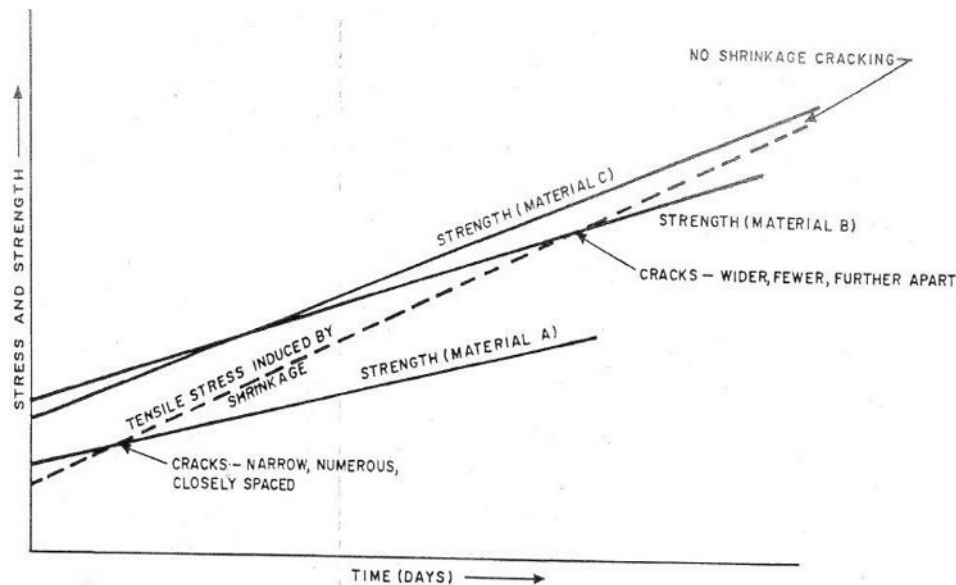 NO SHRINKAGE CRACKING
STRENGTH (MATERIAL C)
STRENGTH (MATERIAL B)
CRACKS – WIDER, FEWER, FURTHER APART
TENSILE STRESS INDUCED BY
SHRINKAGE
STRENGTH (MATERIAL A)
CRACKS – NARROW, NUMEROUS,
CLOSELY SPACED
STRESS AND STRENGTH
TIME (DAYS)